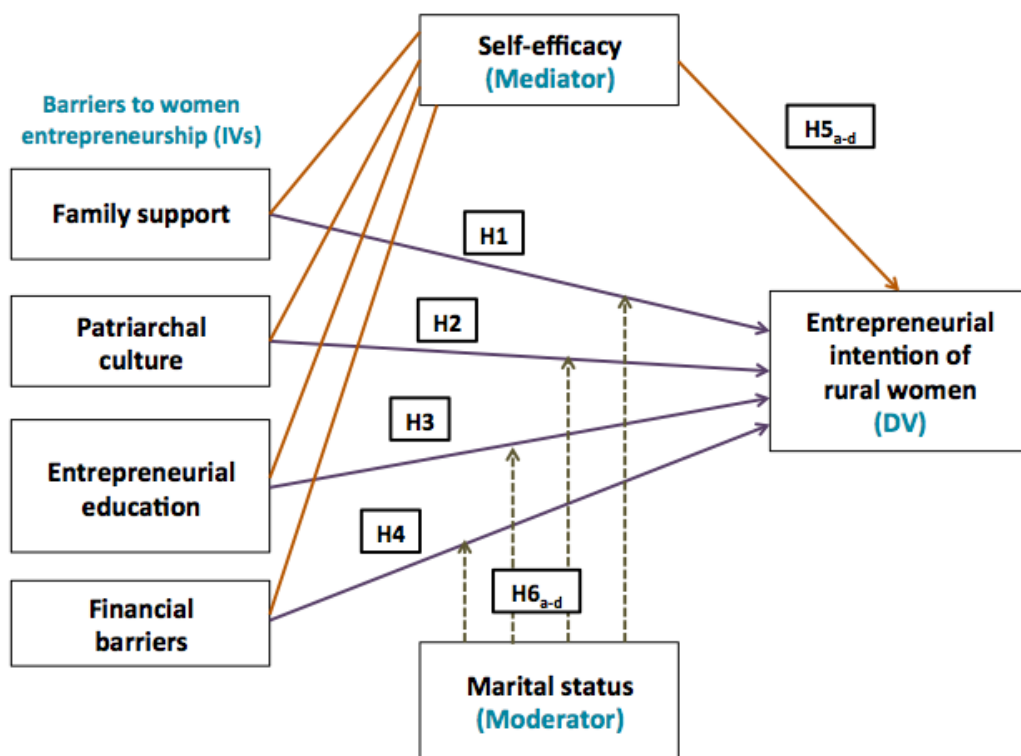 Self-efficacy
(Mediator)
Barriers to women
entrepreneurship (IVs)
H5a-d
Family support
H1
Patriarchal
culture
H2
Entrepreneurial
intention of
rural women
(DV)
H3
Entrepreneurial
education
H4
Financial
barriers
H6a-d
Marital status
(Moderator)